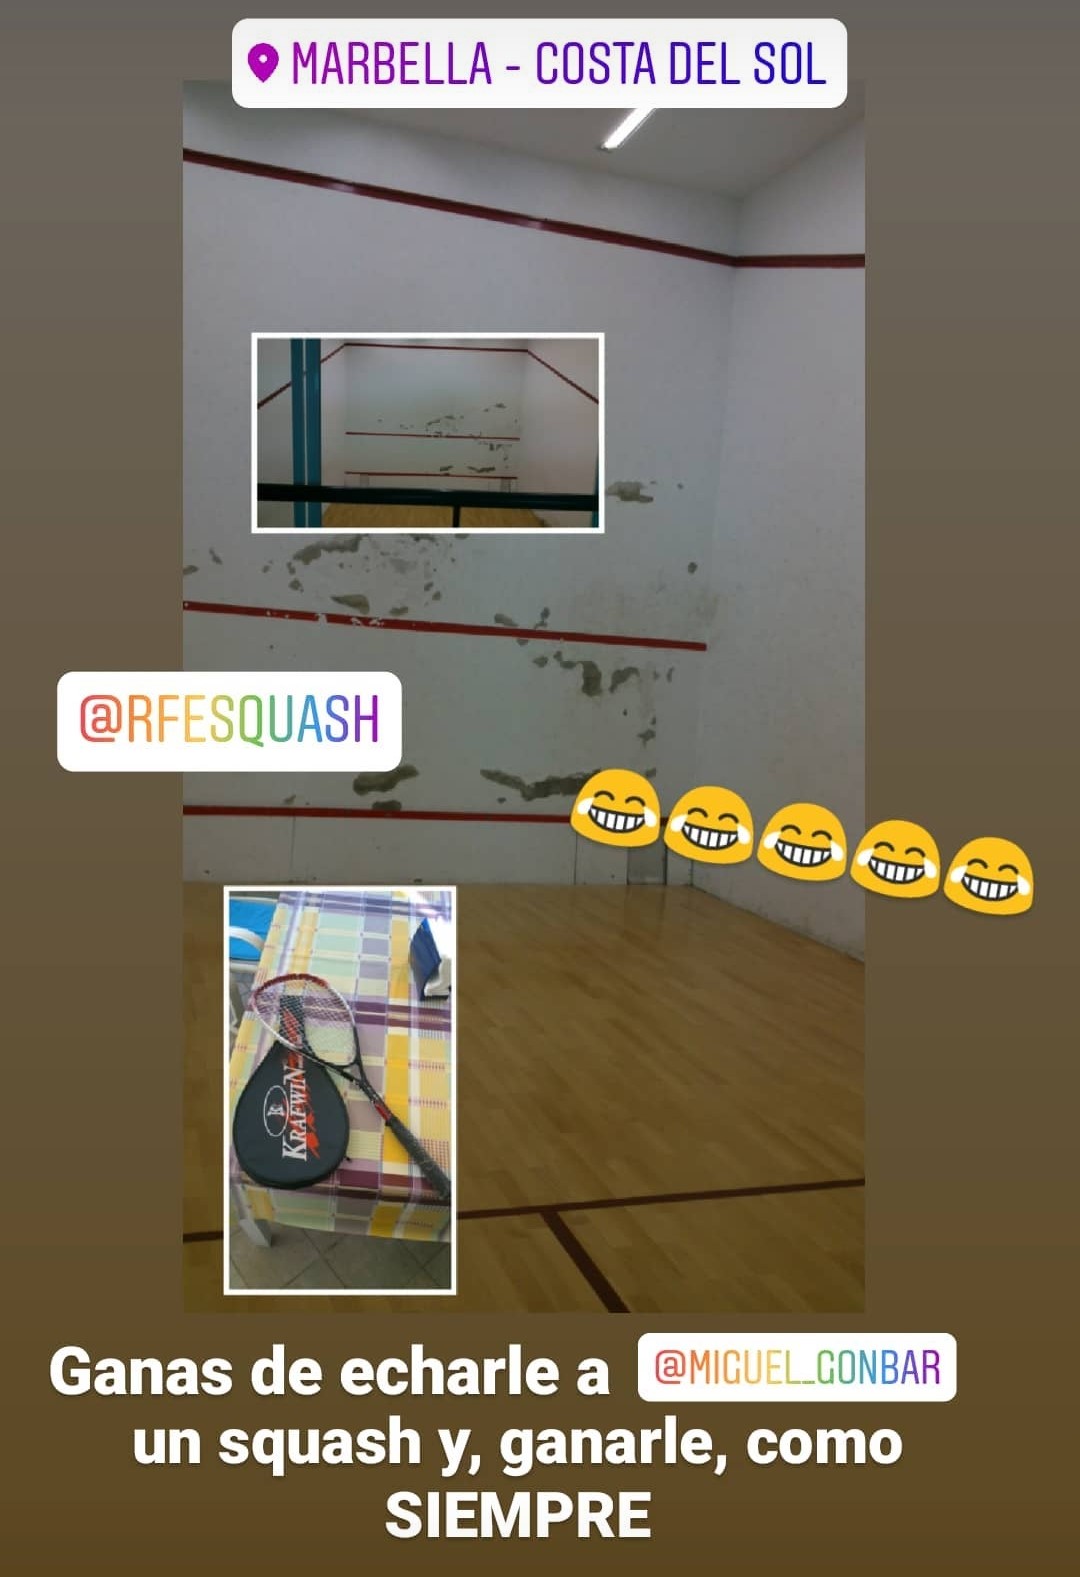 MARBELLA - COSTA DEL SOL
@RFESQUASH
KRAFWIN
Ganas de echarle a @MIGUEL_GONBAR
un squash y, ganarle, como
SIEMPRE